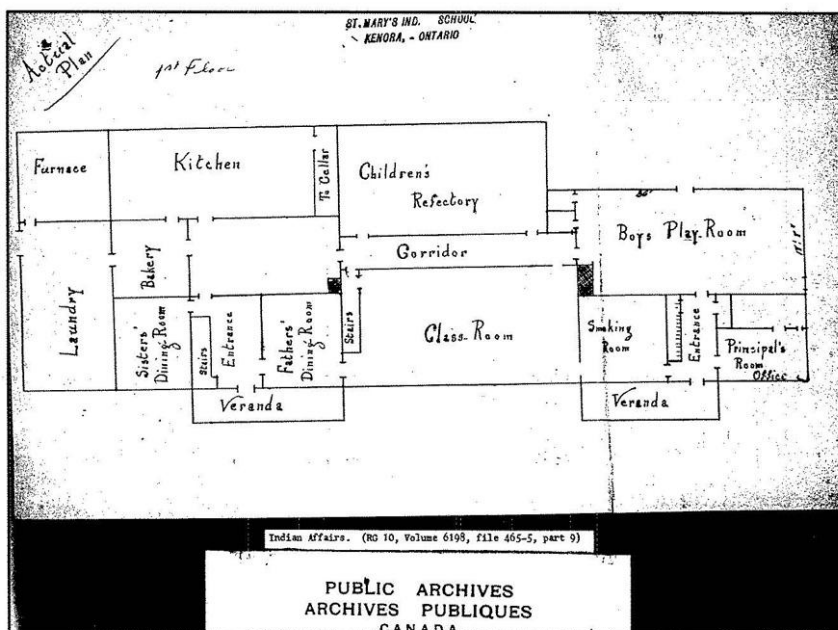 ST. MARY'S IND. SCHOOL
KENORA, - ONTARIO
Actual
Plan
1st Floor
Furnace
Kitchen
To Cellar
Children's
Refectory
Boys Play-Room
Corridor
Bakery
Laundry
Sisters'
Dining-Room
Stairs
Entrance
Fathers'
Dining-Room
Stairs
Class-Room
Smoking
Room
Entrance
Principal's
Room
Office
Veranda
Veranda
Indian Affairs. (RG 10, Volume 6198, file 465-5, part 9)
PUBLIC ARCHIVES
ARCHIVES PUBLIQUES
CANADA